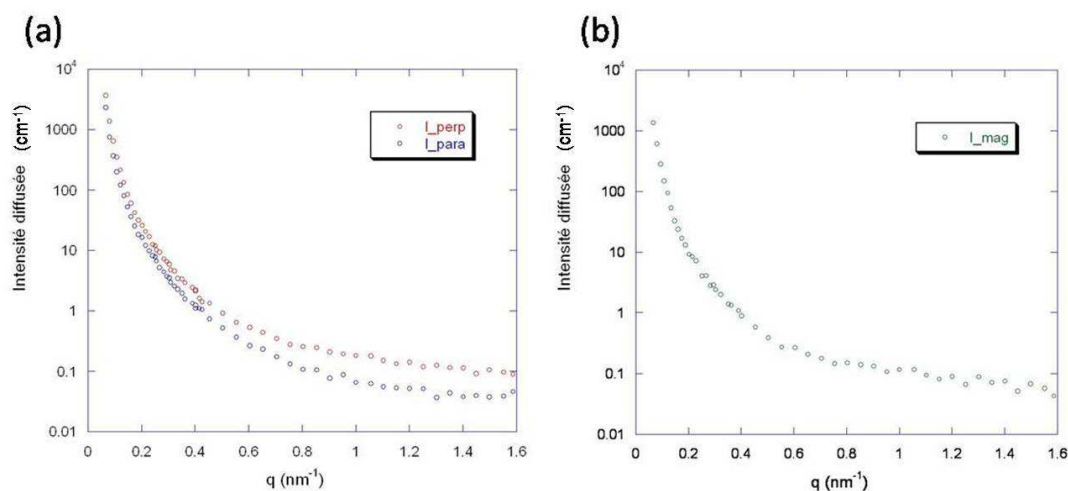 (a)
10⁴
1000
100
10
1
0.1
0.01
Intensité diffusée (cm⁻¹)
I_perp
I_para
0 0.2 0.4 0.6 0.8 1 1.2 1.4 1.6
q (nm⁻¹)
(b)
10⁴
1000
100
10
1
0.1
0.01
Intensité diffusée (cm⁻¹)
I_mag
0 0.2 0.4 0.6 0.8 1 1.2 1.4 1.6
q (nm⁻¹)